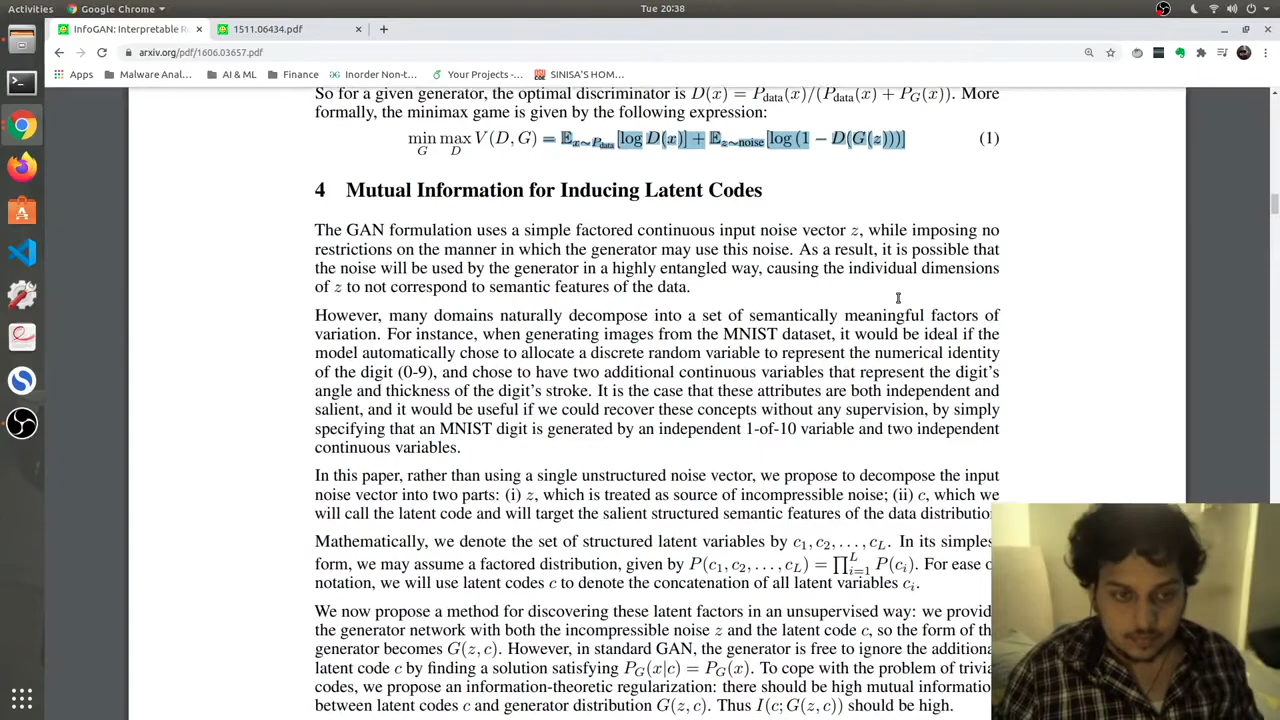 Activities
Google Chrome
Tue 20:38
InfoGAN: Interpretable R
1511.06434.pdf
arxiv.org/pdf/1606.03657.pdf
Apps
Malware Anal...
AI & ML
Finance
Inorder Non-t...
Your Projects -...
SINISA'S HOM...
So for a given generator, the optimal discriminator is D(x) = P_data(x)/(P_data(x) + P_G(x)). More
formally, the minimax game is given by the following expression:
min_G max_D V(D, G) = 𝔼_{x∼P_data}[log D(x)] + 𝔼_{z∼noise}[log (1 − D(G(z)))] (1)
4 Mutual Information for Inducing Latent Codes
The GAN formulation uses a simple factored continuous input noise vector z, while imposing no
restrictions on the manner in which the generator may use this noise. As a result, it is possible that
the noise will be used by the generator in a highly entangled way, causing the individual dimensions
of z to not correspond to semantic features of the data.
However, many domains naturally decompose into a set of semantically meaningful factors of
variation. For instance, when generating images from the MNIST dataset, it would be ideal if the
model automatically chose to allocate a discrete random variable to represent the numerical identity
of the digit (0-9), and chose to have two additional continuous variables that represent the digit's
angle and thickness of the digit's stroke. It is the case that these attributes are both independent and
salient, and it would be useful if we could recover these concepts without any supervision, by simply
specifying that an MNIST digit is generated by an independent 1-of-10 variable and two independent
continuous variables.
In this paper, rather than using a single unstructured noise vector, we propose to decompose the input
noise vector into two parts: (i) z, which is treated as source of incompressible noise; (ii) c, which we
will call the latent code and will target the salient structured semantic features of the data distributio
Mathematically, we denote the set of structured latent variables by c₁, c₂, . . . , c_L. In its simples
form, we may assume a factored distribution, given by P(c₁, c₂, . . . , c_L) = ∏_{i=1}^{L} P(c_i). For ease o
notation, we will use latent codes c to denote the concatenation of all latent variables c_i.
We now propose a method for discovering these latent factors in an unsupervised way: we provid
the generator network with both the incompressible noise z and the latent code c, so the form of th
generator becomes G(z, c). However, in standard GAN, the generator is free to ignore the additiona
latent code c by finding a solution satisfying P_G(x|c) = P_G(x). To cope with the problem of trivia
codes, we propose an information-theoretic regularization: there should be high mutual informatio
between latent codes c and generator distribution G(z, c). Thus I(c; G(z, c)) should be high.